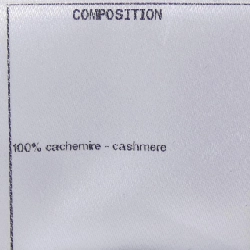 COMPOSITION
100% cachemire - cashmere